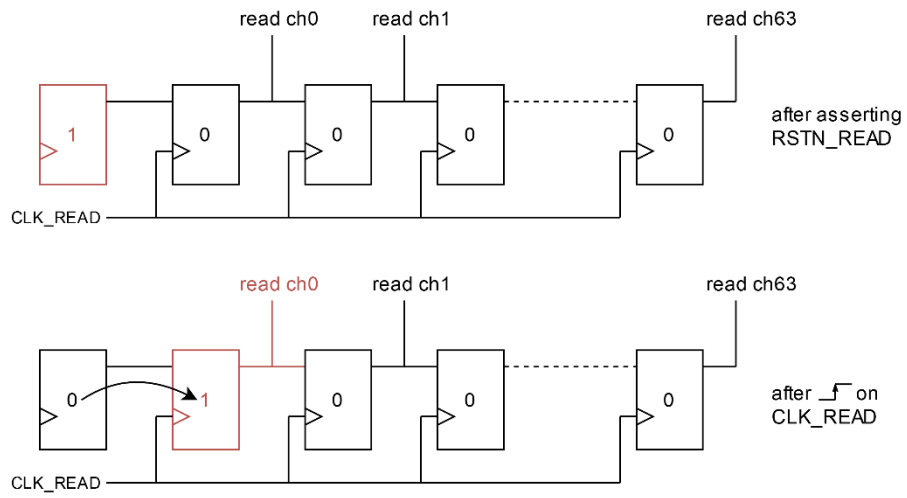 read ch0
read ch1
read ch63
1
0
0
0
0
after asserting
RSTN_READ
CLK_READ
read ch0
read ch1
read ch63
0
1
0
0
0
after on
CLK_READ
CLK_READ